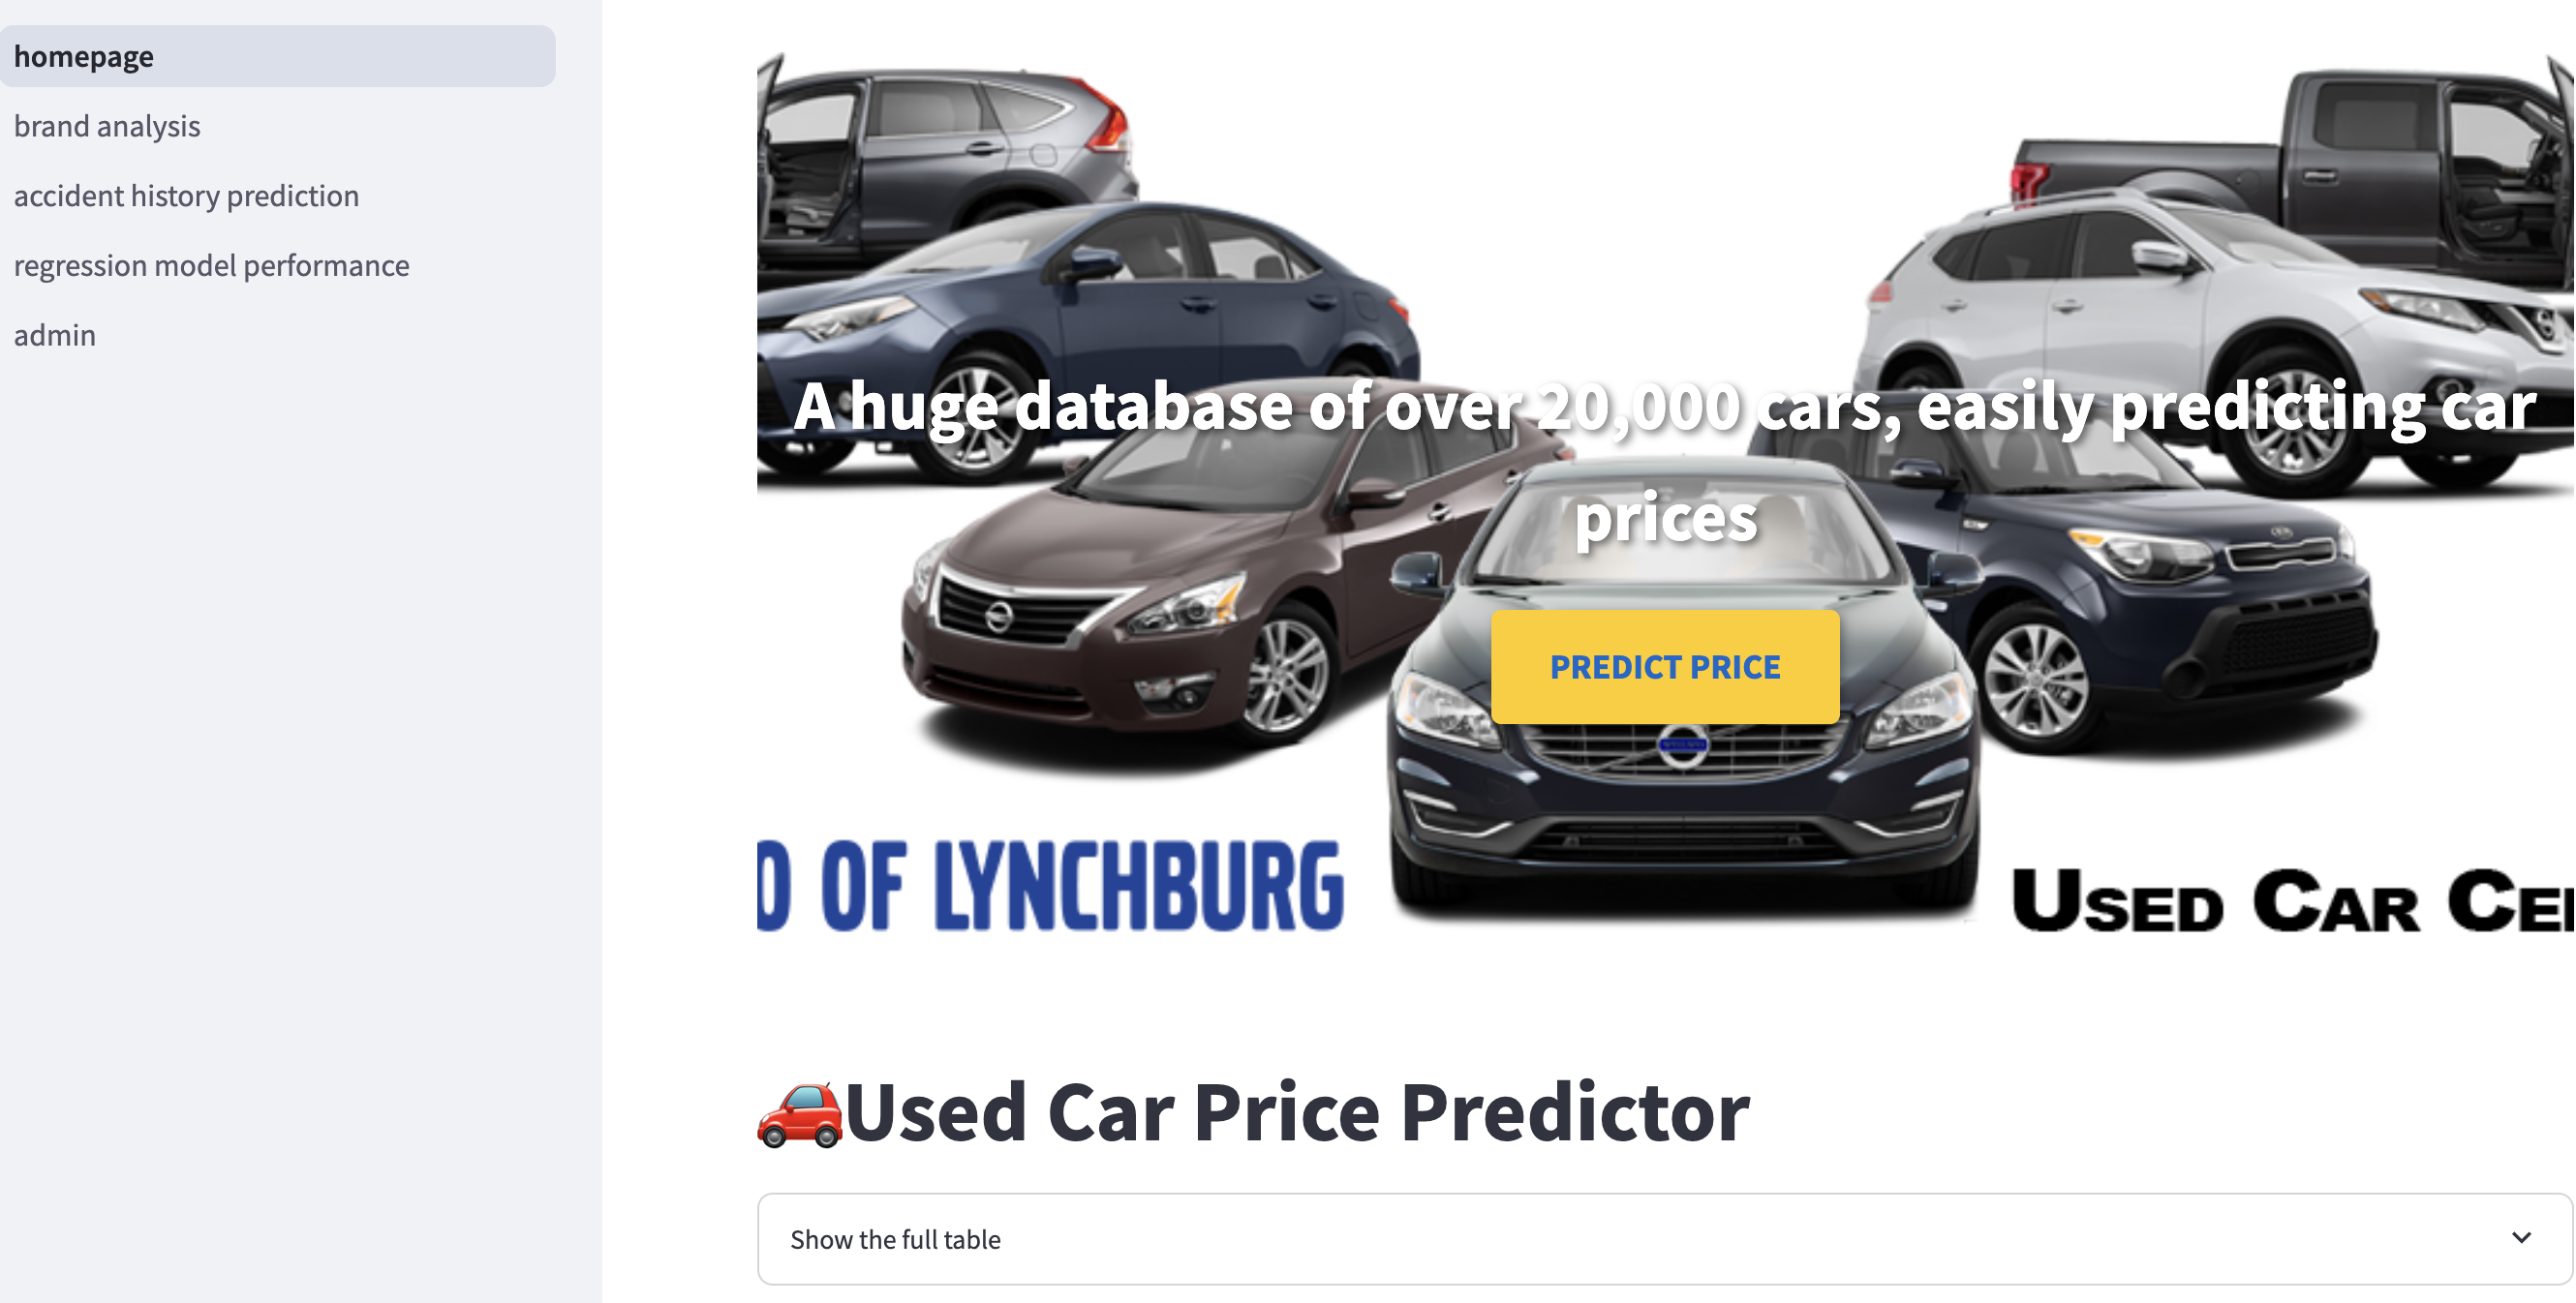 homepage
brand analysis
accident history prediction
regression model performance
admin
A huge database of over 20,000 cars, easily predicting car
prices
PREDICT PRICE
OF LYNCHBURG
USED CAR
🚗Used Car Price Predictor
Show the full table